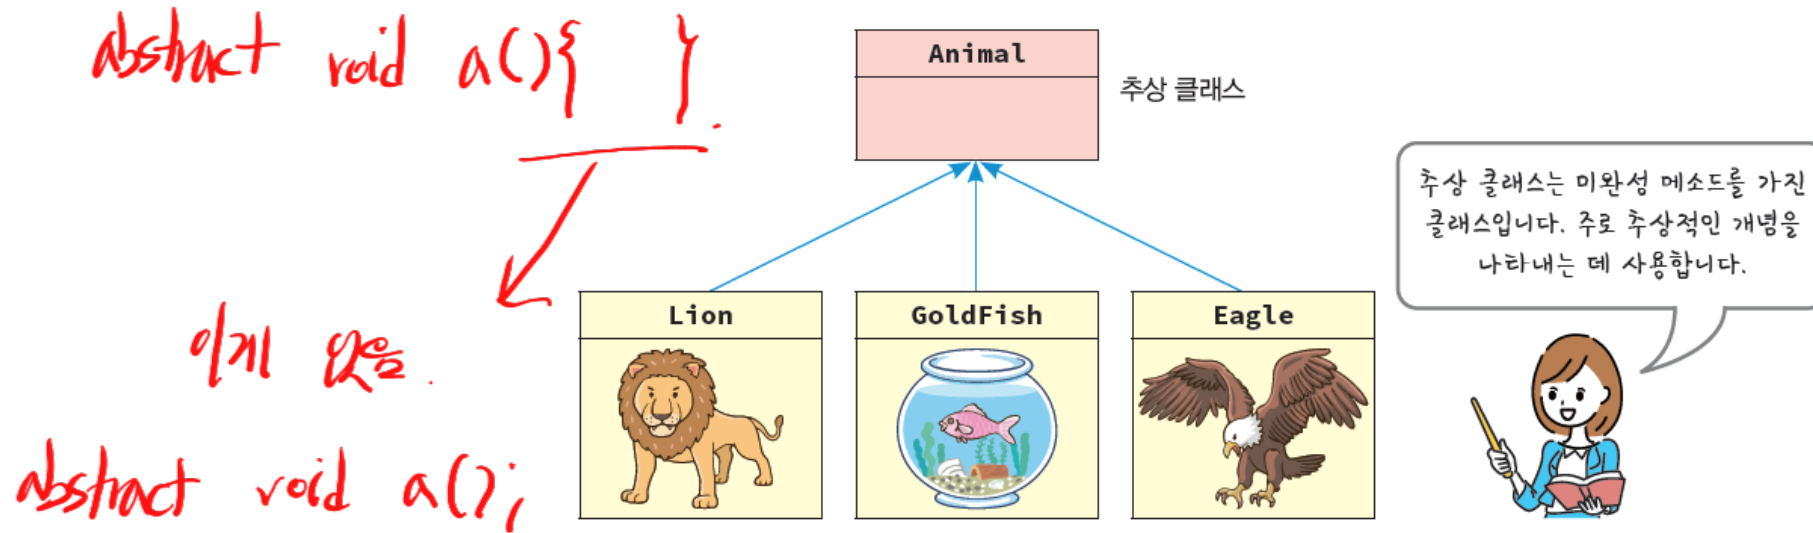 abstract void a(){ }
이게 없음.
abstract void a();
Animal
추상 클래스
Lion
GoldFish
Eagle
추상 클래스는 미완성 메소드를 가진
클래스입니다. 주로 추상적인 개념을
나타내는 데 사용합니다.